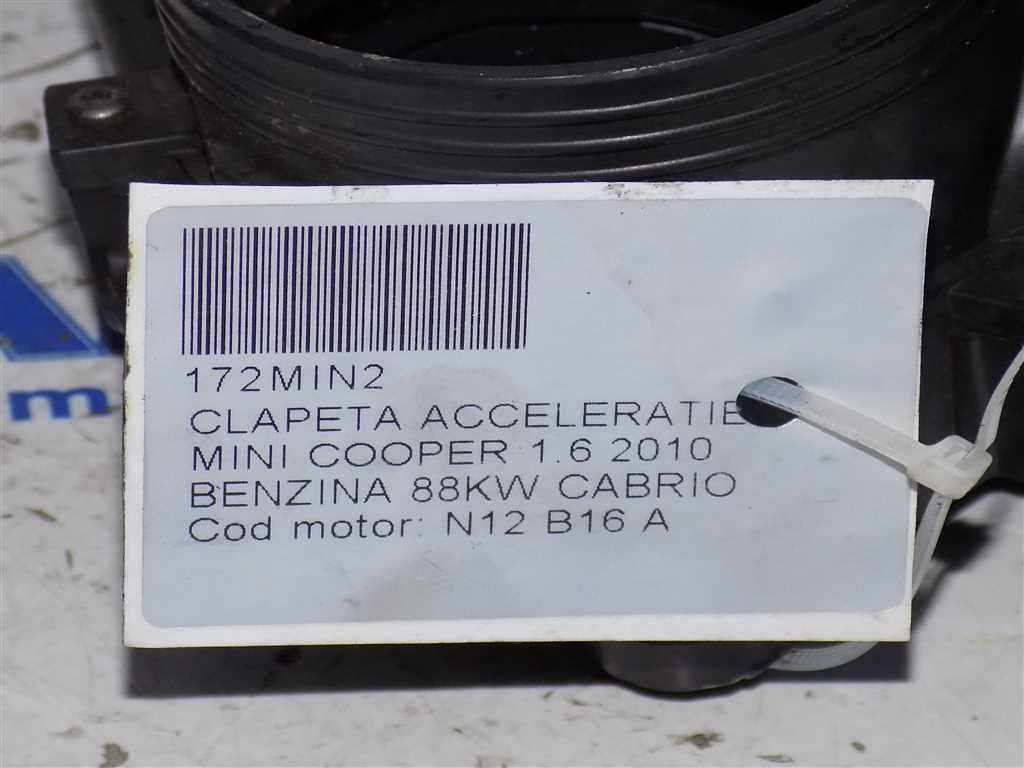 172MIN2
CLAPETA ACCELERATIE
MINI COOPER 1.6 2010
BENZINA 88KW CABRIO
Cod motor: N12 B16 A
m